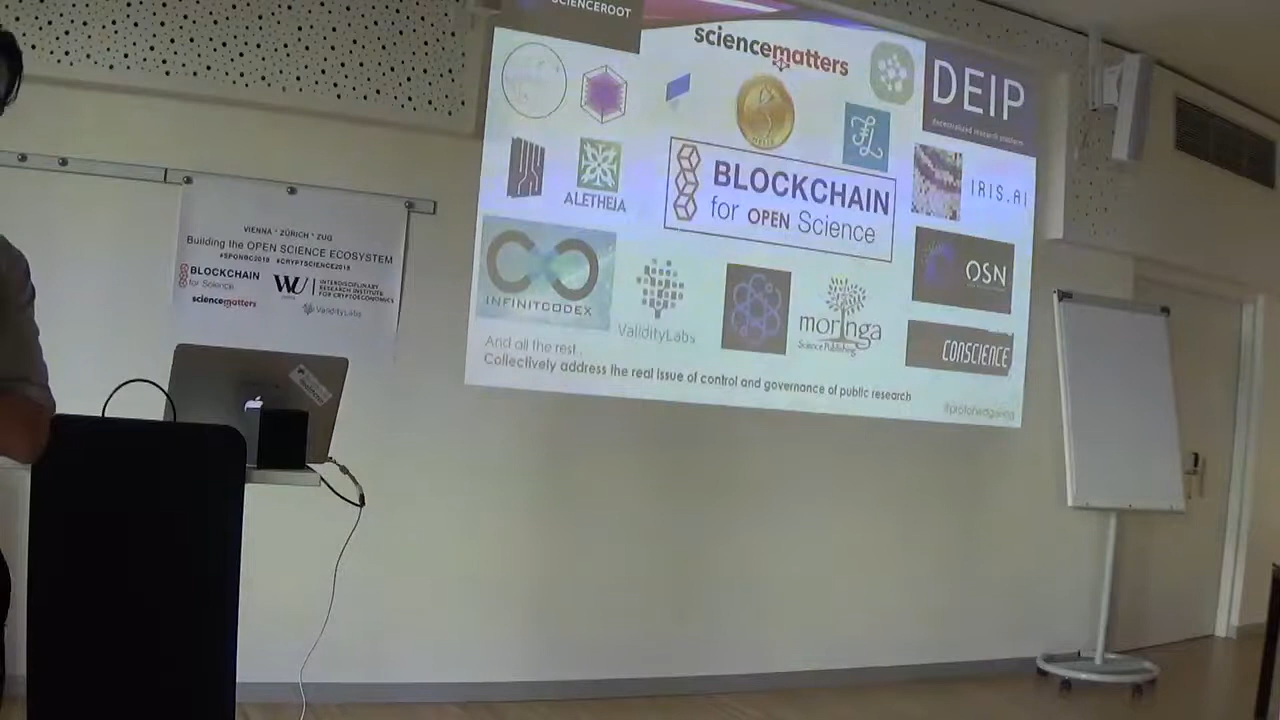 SCIENCEROOT
sciencematters
DEIP
decentralized research platform
IRIS.AI
ALETHEIA
BLOCKCHAIN
for OPEN Science
OSN
INFINITCODEX
ValidityLabs
moringa
Science Publishing
CONSCIENCE
And all the rest..
Collectively address the real issue of control and governance of public research
VIENNA * ZÜRICH * ZUG
Building the OPEN SCIENCE ECOSYSTEM
BLOCKCHAIN
for Science
WU
INTERDISCIPLINARY
RESEARCH INSTITUTE
FOR CRYPTOECONOMICS
sciencematters
ValidityLabs